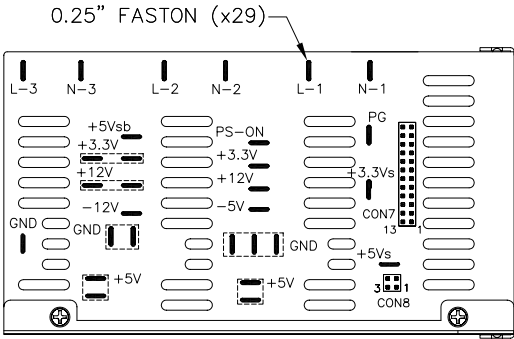 0.25" FASTON (x29)
L-3 N-3 L-2 N-2 L-1 N-1
+5Vsb
PS-ON
PG
+3.3V
+3.3V
+3.3Vs
+12V
+12V
-12V
-5V
CON7
13 1
GND
GND
GND
+5Vs
+5V
+5V
3 1
CON8